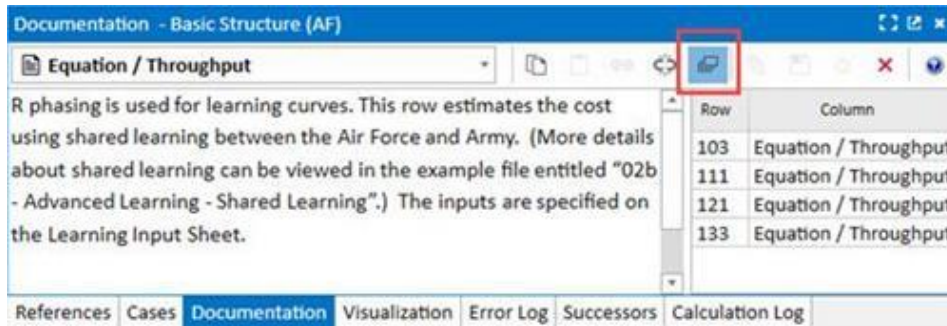 Documentation - Basic Structure (AF)
Equation / Throughput
R phasing is used for learning curves. This row estimates the cost
using shared learning between the Air Force and Army. (More details
about shared learning can be viewed in the example file entitled "02b
- Advanced Learning - Shared Learning".) The inputs are specified on
the Learning Input Sheet.
Row Column
103 Equation / Throughput
111 Equation / Throughput
121 Equation / Throughput
133 Equation / Throughput
References Cases Documentation Visualization Error Log Successors Calculation Log